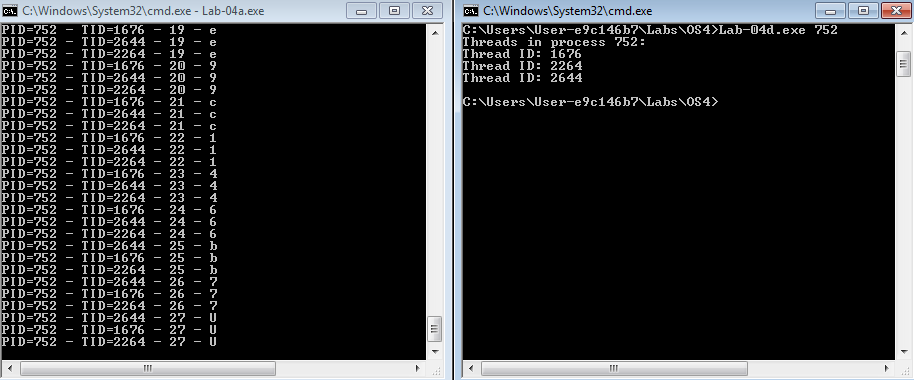 C:\Windows\System32\cmd.exe - Lab-04a.exe
PID=752 - TID=1676 - 19 - e
PID=752 - TID=2644 - 19 - e
PID=752 - TID=2264 - 19 - e
PID=752 - TID=1676 - 20 - 9
PID=752 - TID=2644 - 20 - 9
PID=752 - TID=2264 - 20 - 9
PID=752 - TID=1676 - 21 - c
PID=752 - TID=2644 - 21 - c
PID=752 - TID=2264 - 21 - c
PID=752 - TID=1676 - 22 - 1
PID=752 - TID=2644 - 22 - 1
PID=752 - TID=2264 - 22 - 1
PID=752 - TID=1676 - 23 - 4
PID=752 - TID=2644 - 23 - 4
PID=752 - TID=2264 - 23 - 4
PID=752 - TID=1676 - 24 - 6
PID=752 - TID=2644 - 24 - 6
PID=752 - TID=2264 - 24 - 6
PID=752 - TID=2644 - 25 - b
PID=752 - TID=1676 - 25 - b
PID=752 - TID=2264 - 25 - b
PID=752 - TID=2644 - 26 - 7
PID=752 - TID=1676 - 26 - 7
PID=752 - TID=2264 - 26 - 7
PID=752 - TID=2644 - 27 - U
PID=752 - TID=1676 - 27 - U
PID=752 - TID=2264 - 27 - U
C:\Windows\System32\cmd.exe
C:\Users\User-e9c146b7\Labs\OS4>Lab-04d.exe 752
Threads in process 752:
Thread ID: 1676
Thread ID: 2264
Thread ID: 2644
C:\Users\User-e9c146b7\Labs\OS4>